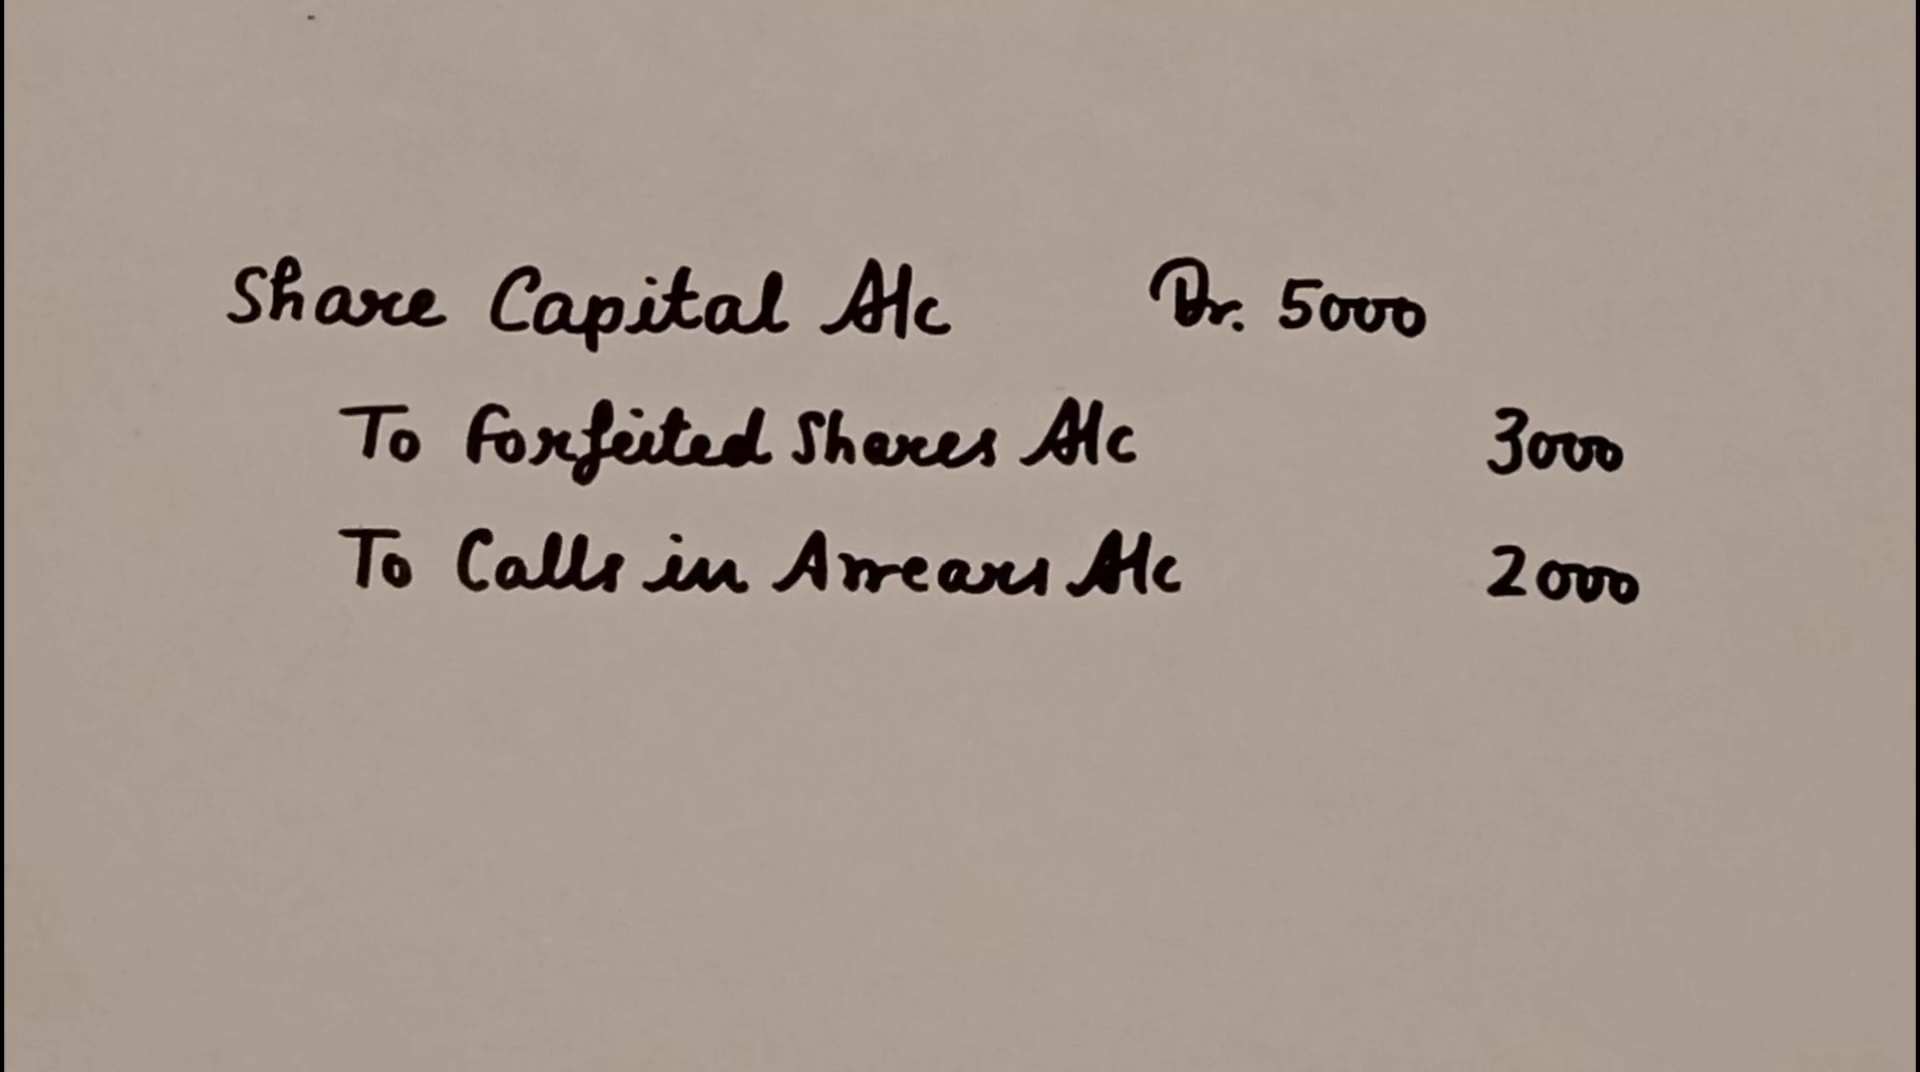 Share Capital A/c Dr. 5000
To Forfeited Shares A/c 3000
To Calls in Arrears A/c 2000